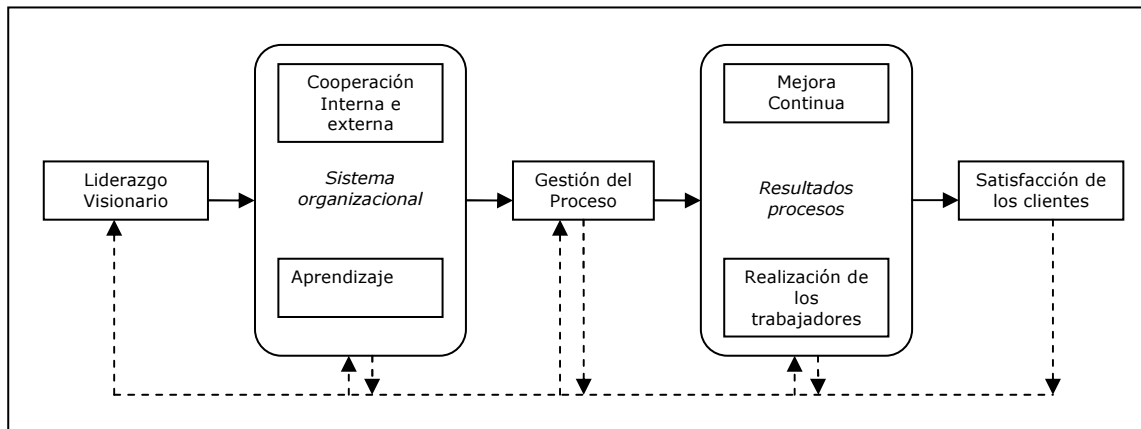 Liderazgo
Visionario
Cooperación
Interna e
externa
Sistema
organizacional
Aprendizaje
Gestión del
Proceso
Mejora
Continua
Resultados
procesos
Realización de
los
trabajadores
Satisfacción de
los clientes